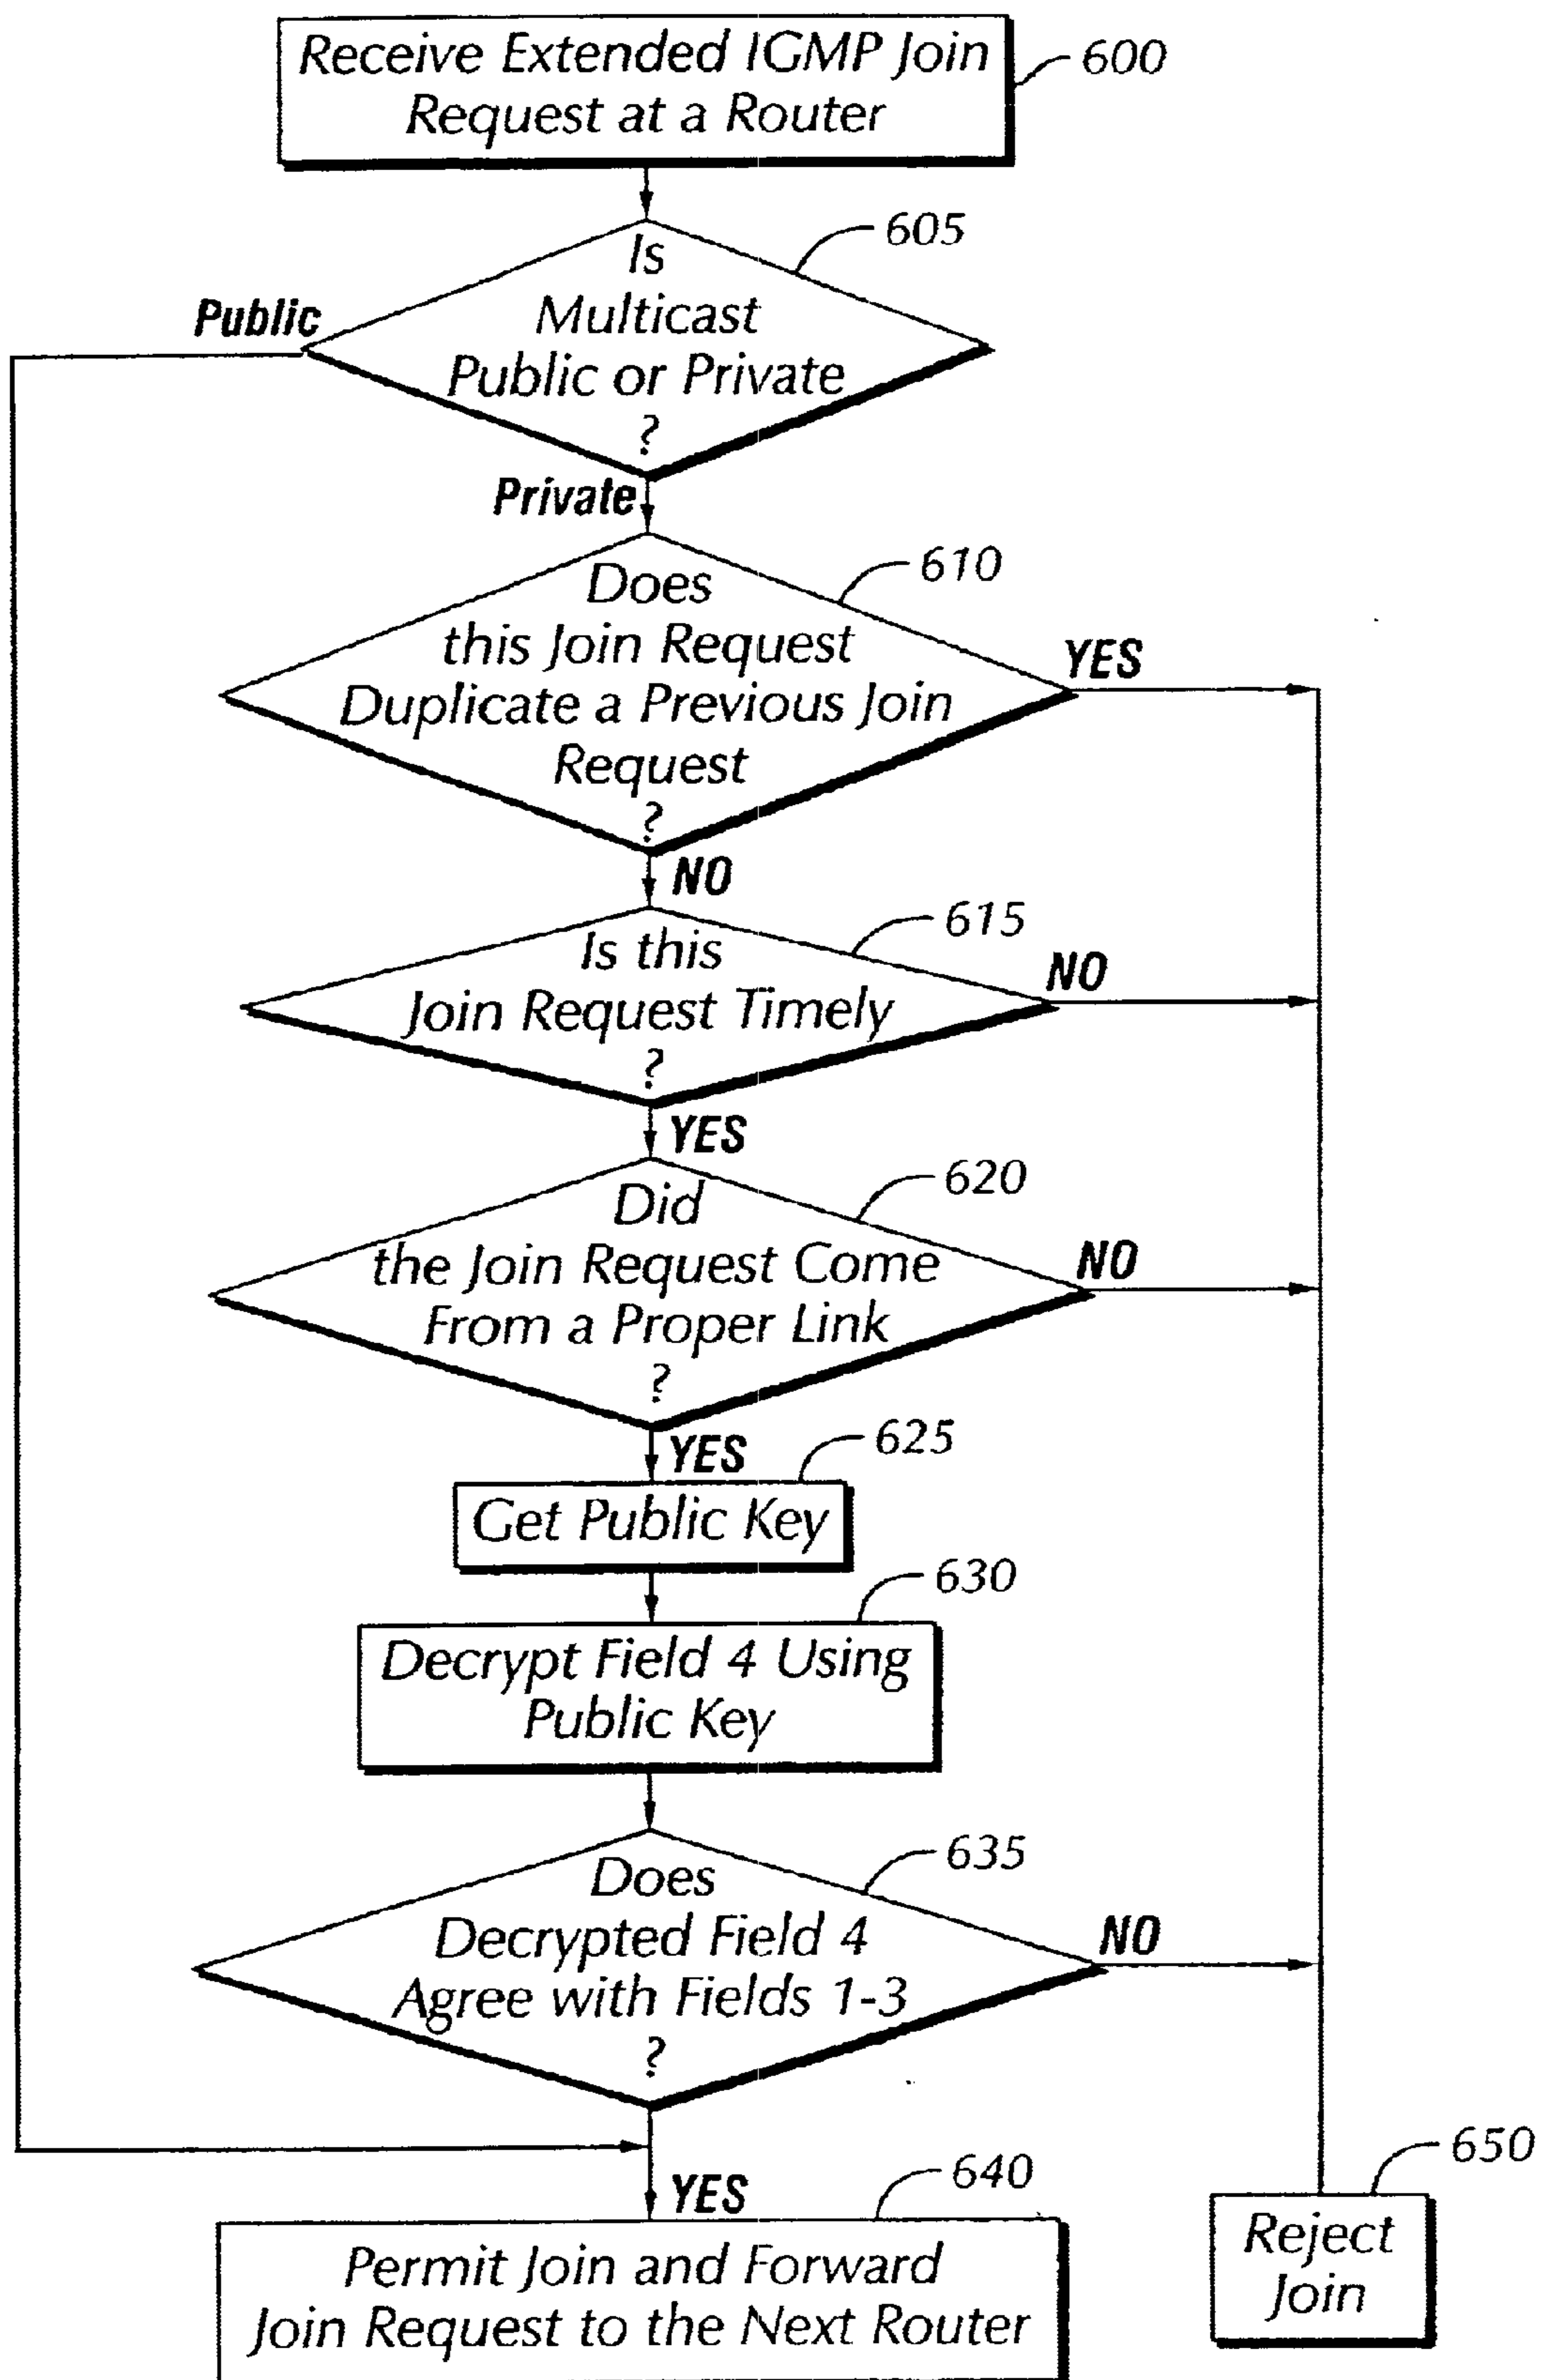 Receive Extended IGMP Join
Request at a Router
600
605
Is
Multicast
Public or Private
?
Public
Private
610
Does
this Join Request
Duplicate a Previous Join
Request
?
YES
NO
615
Is this
Join Request Timely
?
NO
YES
620
Did
the Join Request Come
From a Proper Link
?
NO
YES
625
Get Public Key
630
Decrypt Field 4 Using
Public Key
635
Does
Decrypted Field 4
Agree with Fields 1-3
?
NO
YES
640
Permit Join and Forward
Join Request to the Next Router
650
Reject
Join